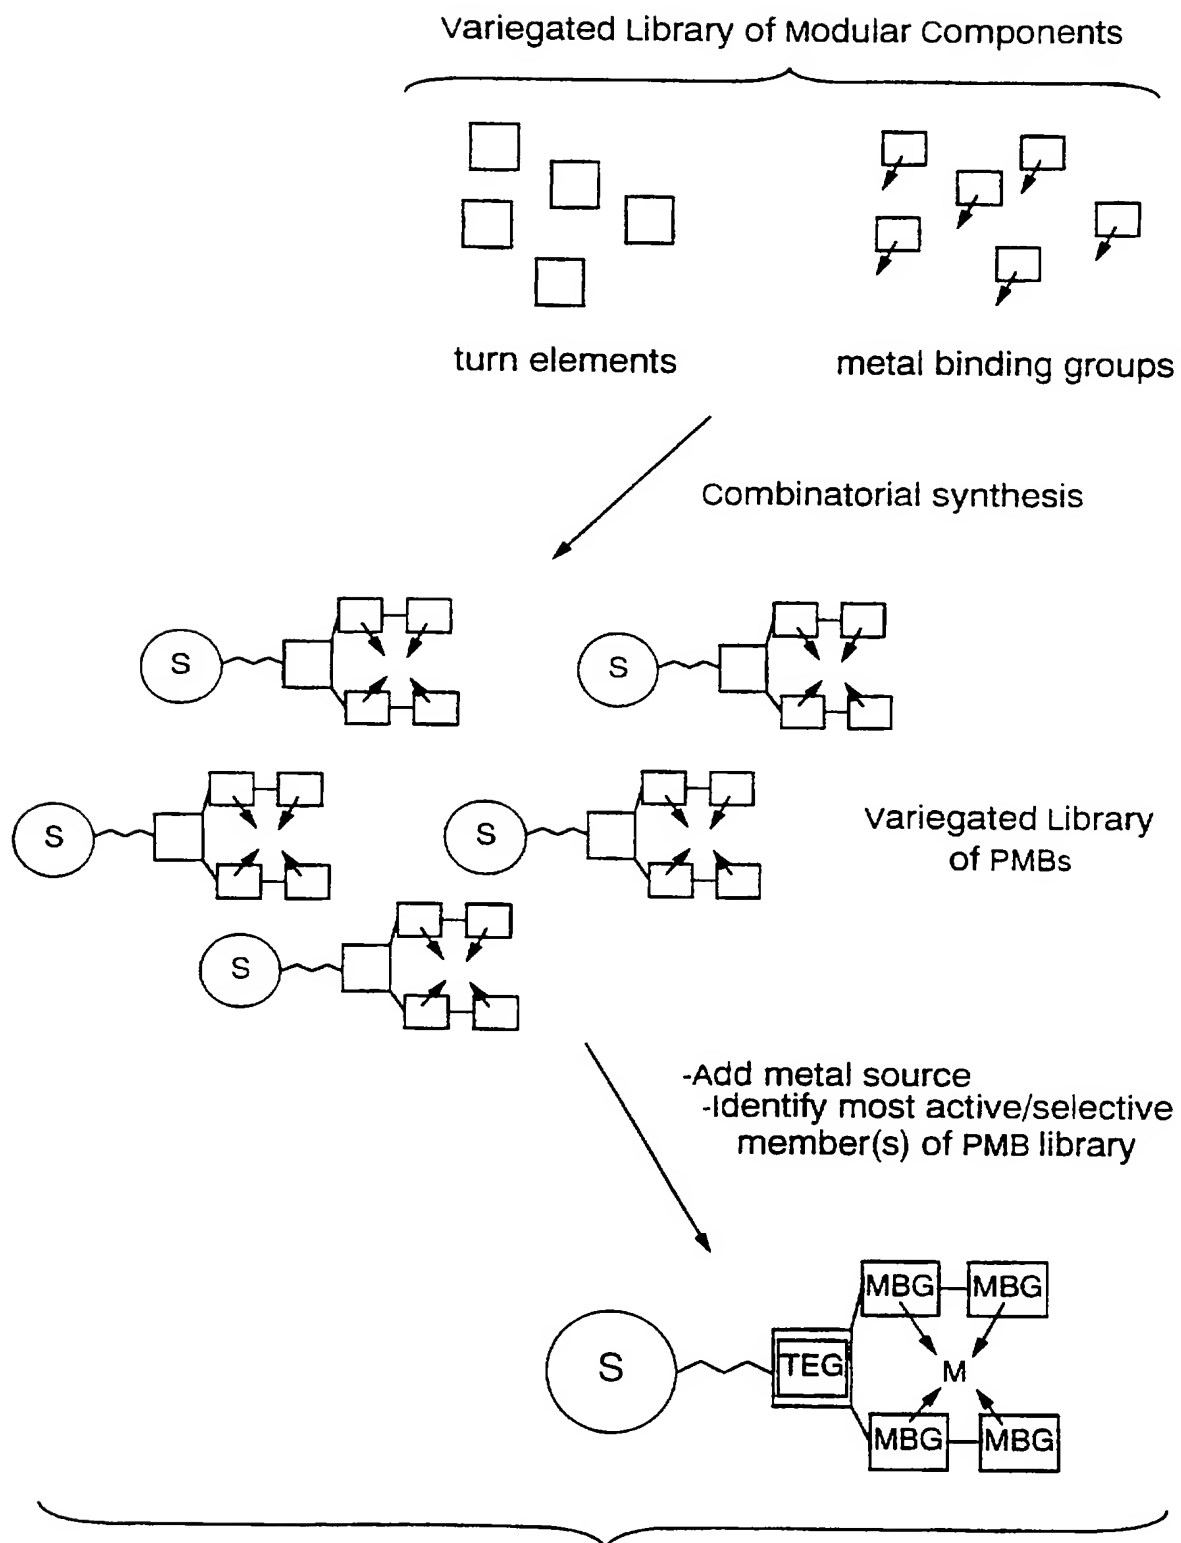 Variegated Library of Modular Components
turn elements
metal binding groups
Combinatorial synthesis
S
S
S
S
Variegated Library
of PMBs
S
-Add metal source
-Identify most active/selective
member(s) of PMB library
MBG
MBG
S
TEG
M
MBG
MBG